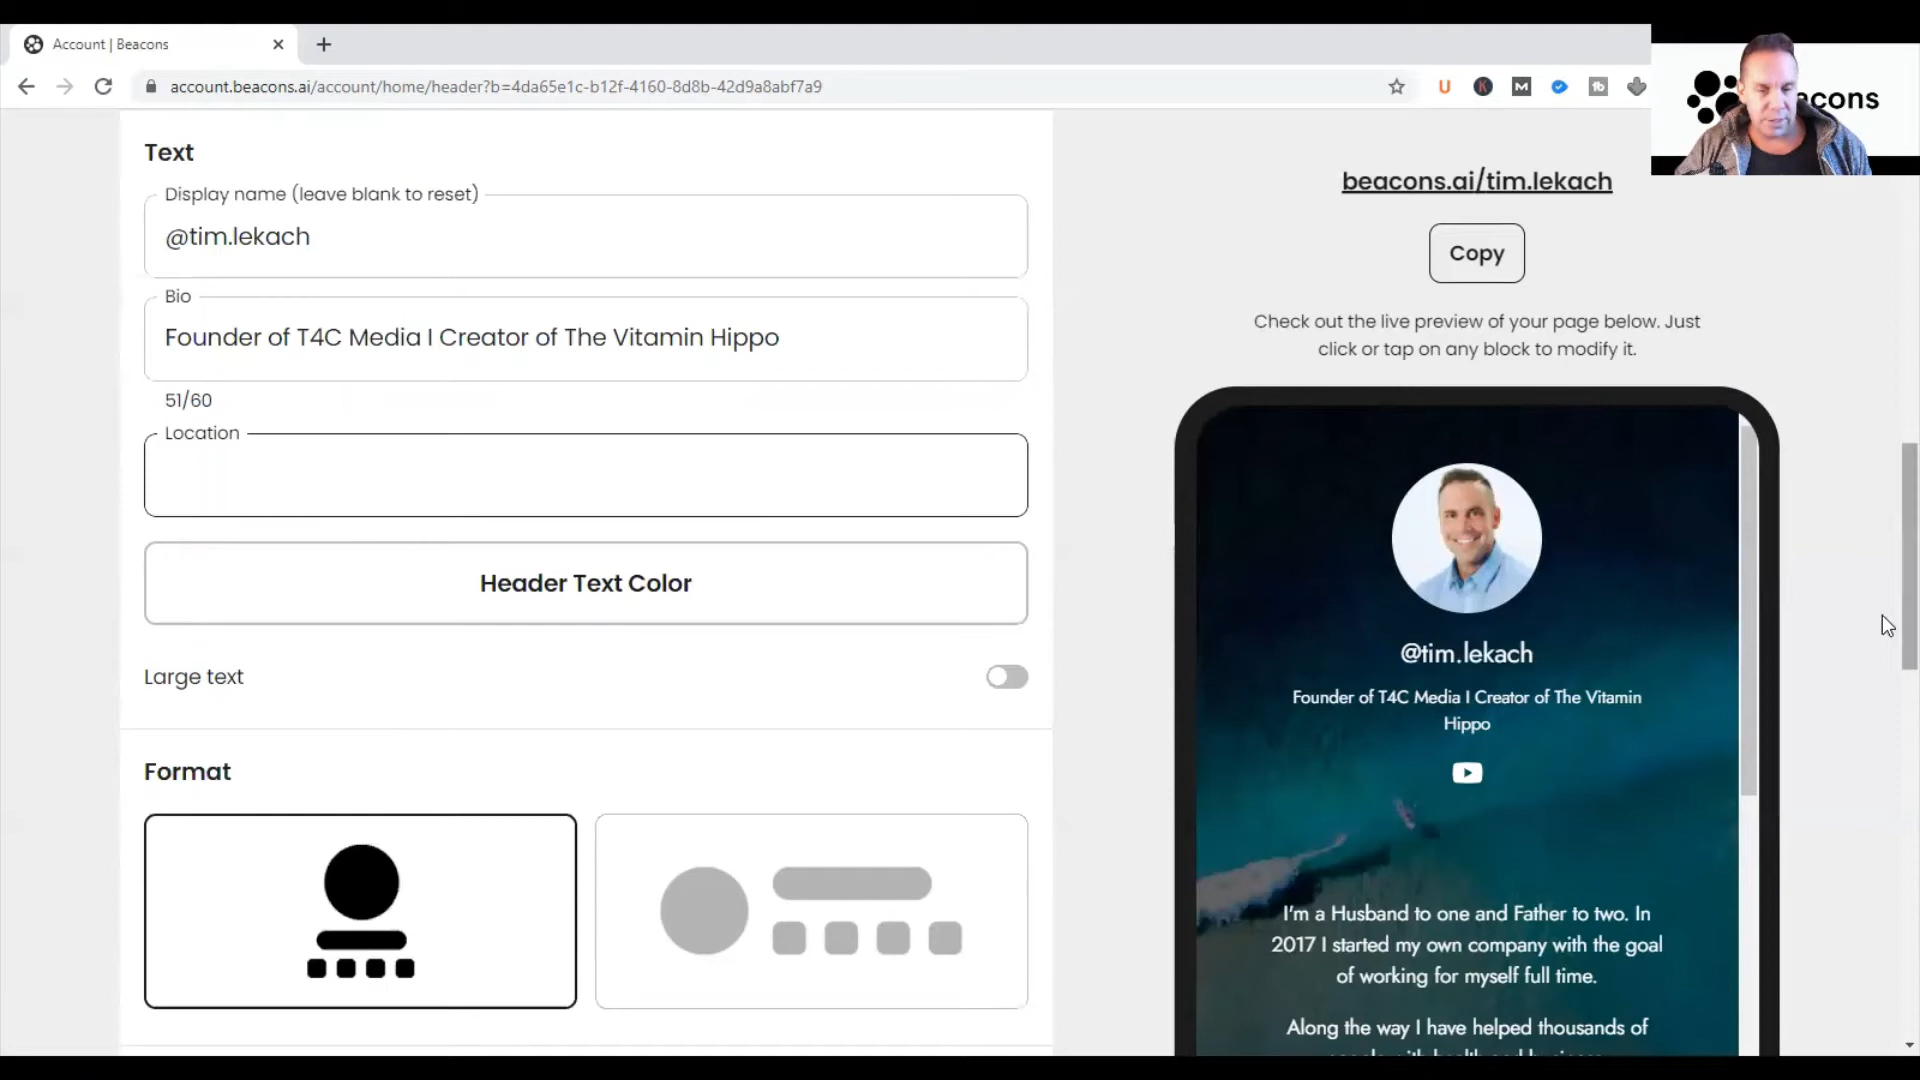 Account | Beacons
account.beacons.ai/account/home/header?b=4da65e1c-b12f-4160-8d8b-42d9a8abf7a9
Text
Display name (leave blank to reset)
@tim.lekach
Bio
Founder of T4C Media I Creator of The Vitamin Hippo
51/60
Location
Header Text Color
Large text
Format
beacons.ai/tim.lekach
Copy
Check out the live preview of your page below. Just
click or tap on any block to modify it.
@tim.lekach
Founder of T4C Media I Creator of The Vitamin
Hippo
I'm a Husband to one and Father to two. In
2017 I started my own company with the goal
of working for myself full time.
Along the way I have helped thousands of